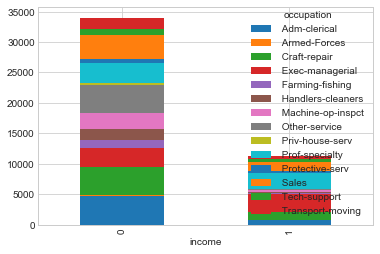 35000
30000
25000
20000
15000
10000
5000
0
occupation
Adm-clerical
Armed-Forces
Craft-repair
Exec-managerial
Farming-fishing
Handlers-cleaners
Machine-op-inspct
Other-service
Priv-house-serv
Prof-specialty
Protective-serv
Sales
Tech-support
Transport-moving
0
1
income